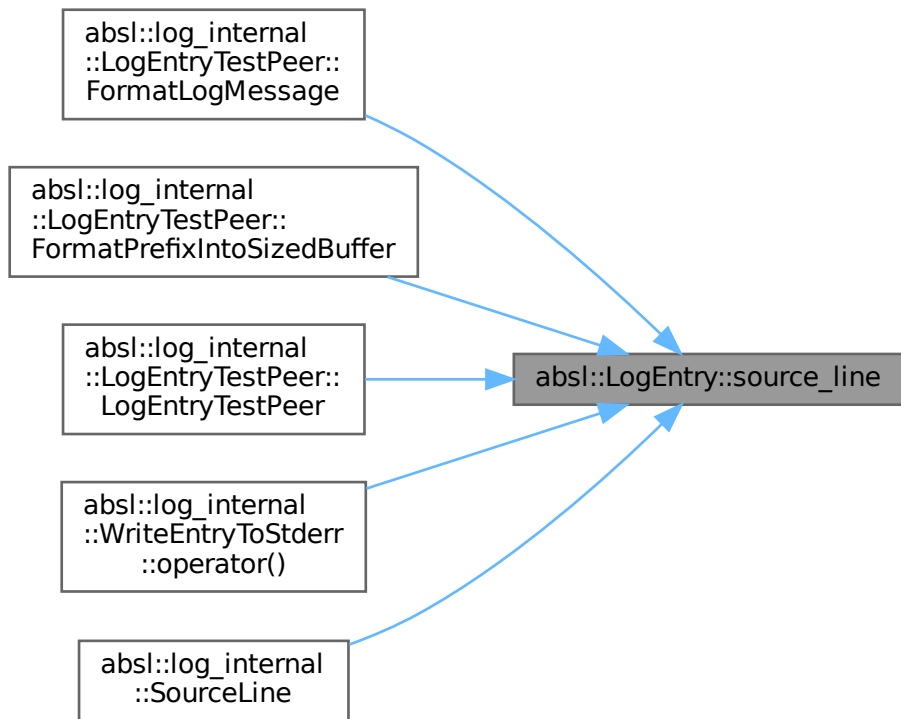 absl::log_internal
::LogEntryTestPeer::
FormatLogMessage
absl::log_internal
::LogEntryTestPeer::
FormatPrefixIntoSizedBuffer
absl::log_internal
::LogEntryTestPeer::
LogEntryTestPeer
absl::LogEntry::source_line
absl::log_internal
::WriteEntryToStderr
::operator()
absl::log_internal
::SourceLine